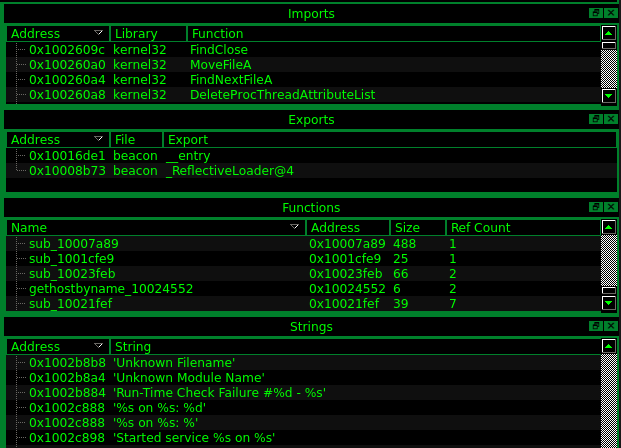 Imports
Address Library Function
0x1002609c kernel32 FindClose
0x100260a0 kernel32 MoveFileA
0x100260a4 kernel32 FindNextFileA
0x100260a8 kernel32 DeleteProcThreadAttributeList
Exports
Address File Export
0x10016de1 beacon __entry
0x10008b73 beacon _ReflectiveLoader@4
Functions
Name Address Size Ref Count
sub_10007a89 0x10007a89 488 1
sub_1001cfe9 0x1001cfe9 25 1
sub_10023feb 0x10023feb 66 2
gethostbyname_10024552 0x10024552 6 2
sub_10021fef 0x10021fef 39 7
Strings
Address String
0x1002b8b8 'Unknown Filename'
0x1002b8a4 'Unknown Module Name'
0x1002b884 'Run-Time Check Failure #%d - %s'
0x1002c888 '%s on %s: %d'
0x1002c888 '%s on %s: %'
0x1002c898 'Started service %s on %s'